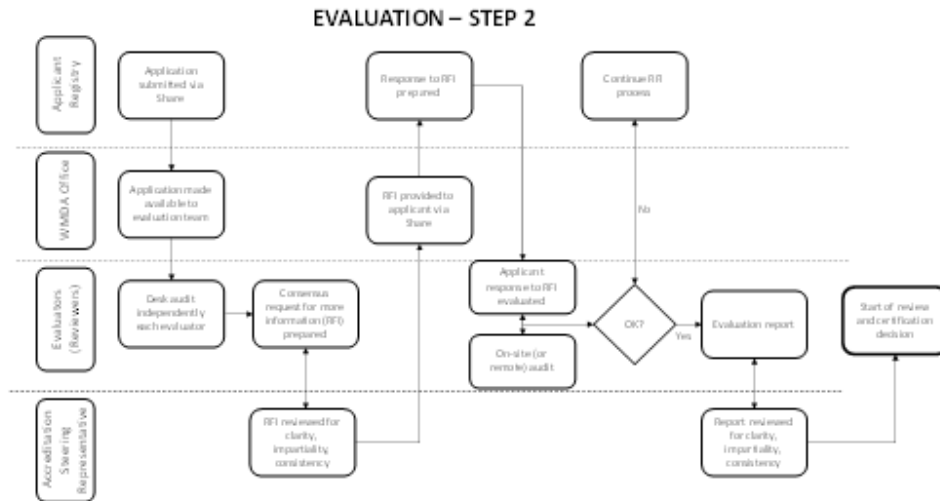 EVALUATION – STEP 2
Applicant
Registry
Application
submitted via
Share
Response to RFI
prepared
Continue RFI
process
WMDA Office
Application made
available to
evaluation team
RFI provided to
applicant via
Share
No
Evaluators
(Reviewers)
Desk audit
independently
each evaluator
Consensus
request for more
information (RFI)
prepared
Applicant
response to RFI
evaluated
On-site (or
remote) audit
OK?
Yes
Evaluation report
Start of review
and certification
decision
Accreditation
Steering
Representative
RFI reviewed for
clarity,
impartiality,
consistency
Report reviewed
for clarity,
impartiality,
consistency